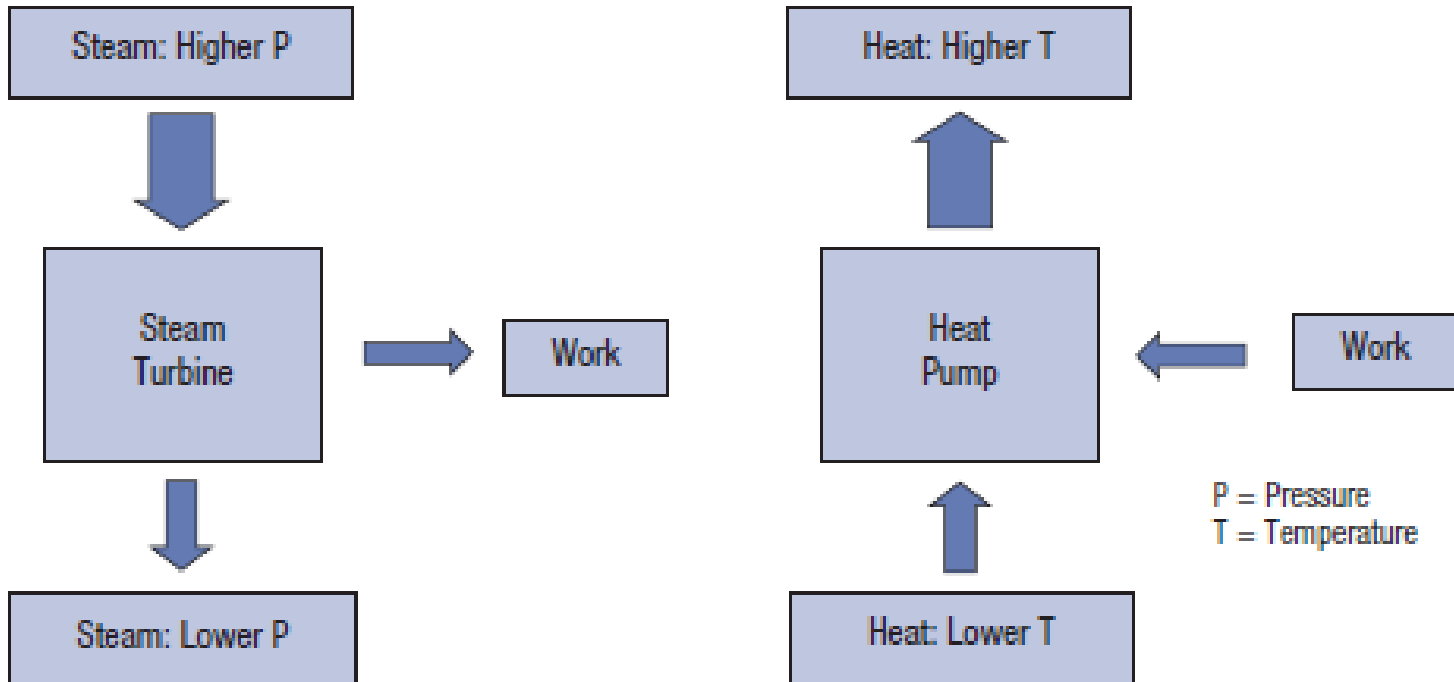 Steam: Higher P
Steam
Turbine
Work
Steam: Lower P
Heat: Higher T
Heat
Pump
Work
P = Pressure
T = Temperature
Heat: Lower T